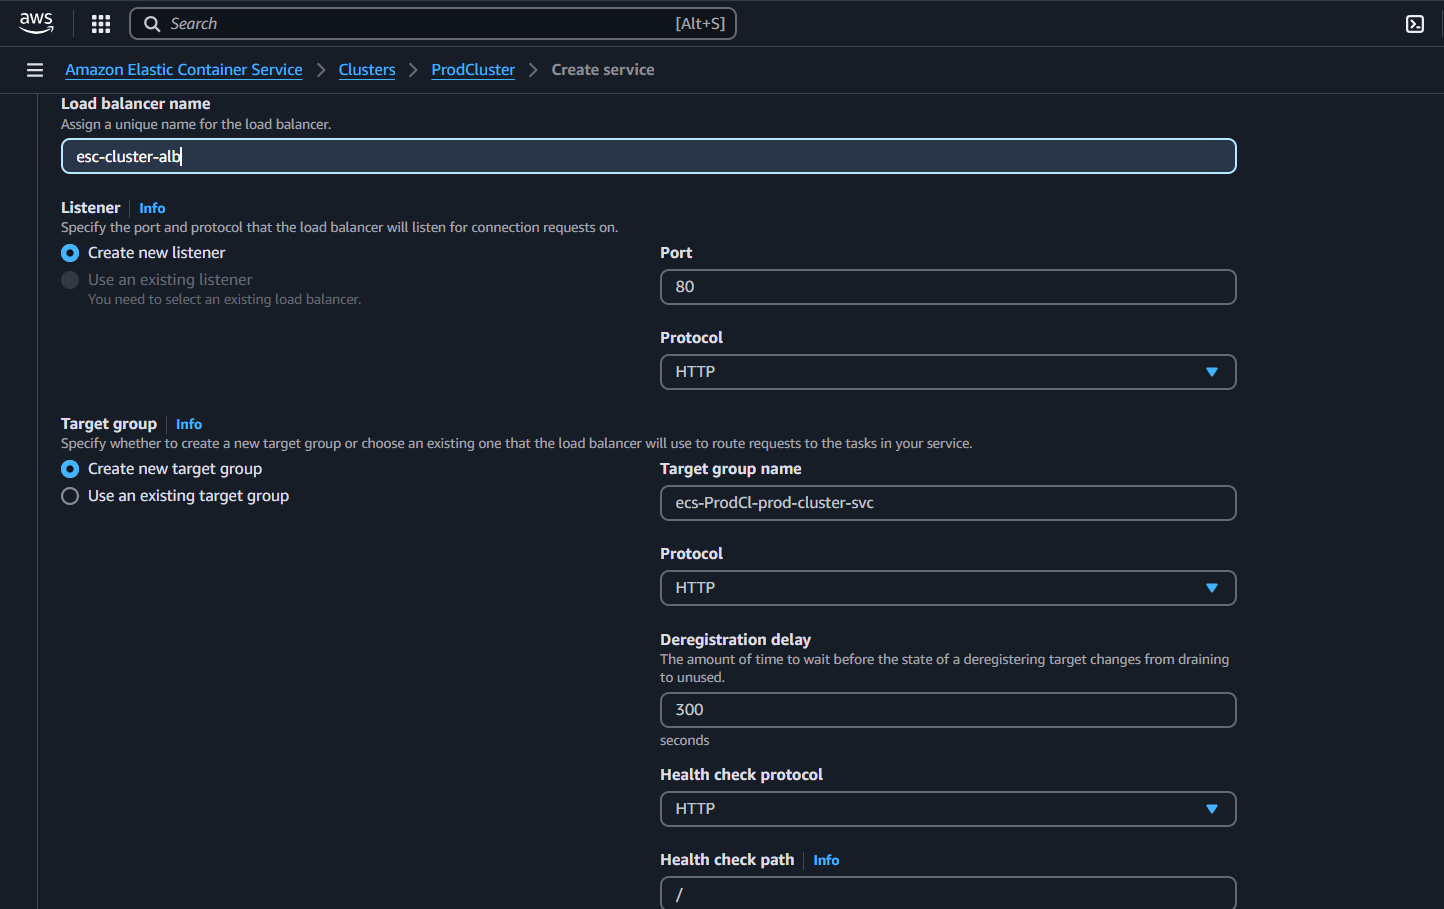 aws
Search [Alt+S]
Amazon Elastic Container Service > Clusters > ProdCluster > Create service
Load balancer name
Assign a unique name for the load balancer.
esc-cluster-alb
Listener | Info
Specify the port and protocol that the load balancer will listen for connection requests on.
Create new listener
Use an existing listener
You need to select an existing load balancer.
Port
80
Protocol
HTTP
Target group | Info
Specify whether to create a new target group or choose an existing one that the load balancer will use to route requests to the tasks in your service.
Create new target group
Use an existing target group
Target group name
ecs-ProdCl-prod-cluster-svc
Protocol
HTTP
Deregistration delay
The amount of time to wait before the state of a deregistering target changes from draining
to unused.
300
seconds
Health check protocol
HTTP
Health check path | Info
/